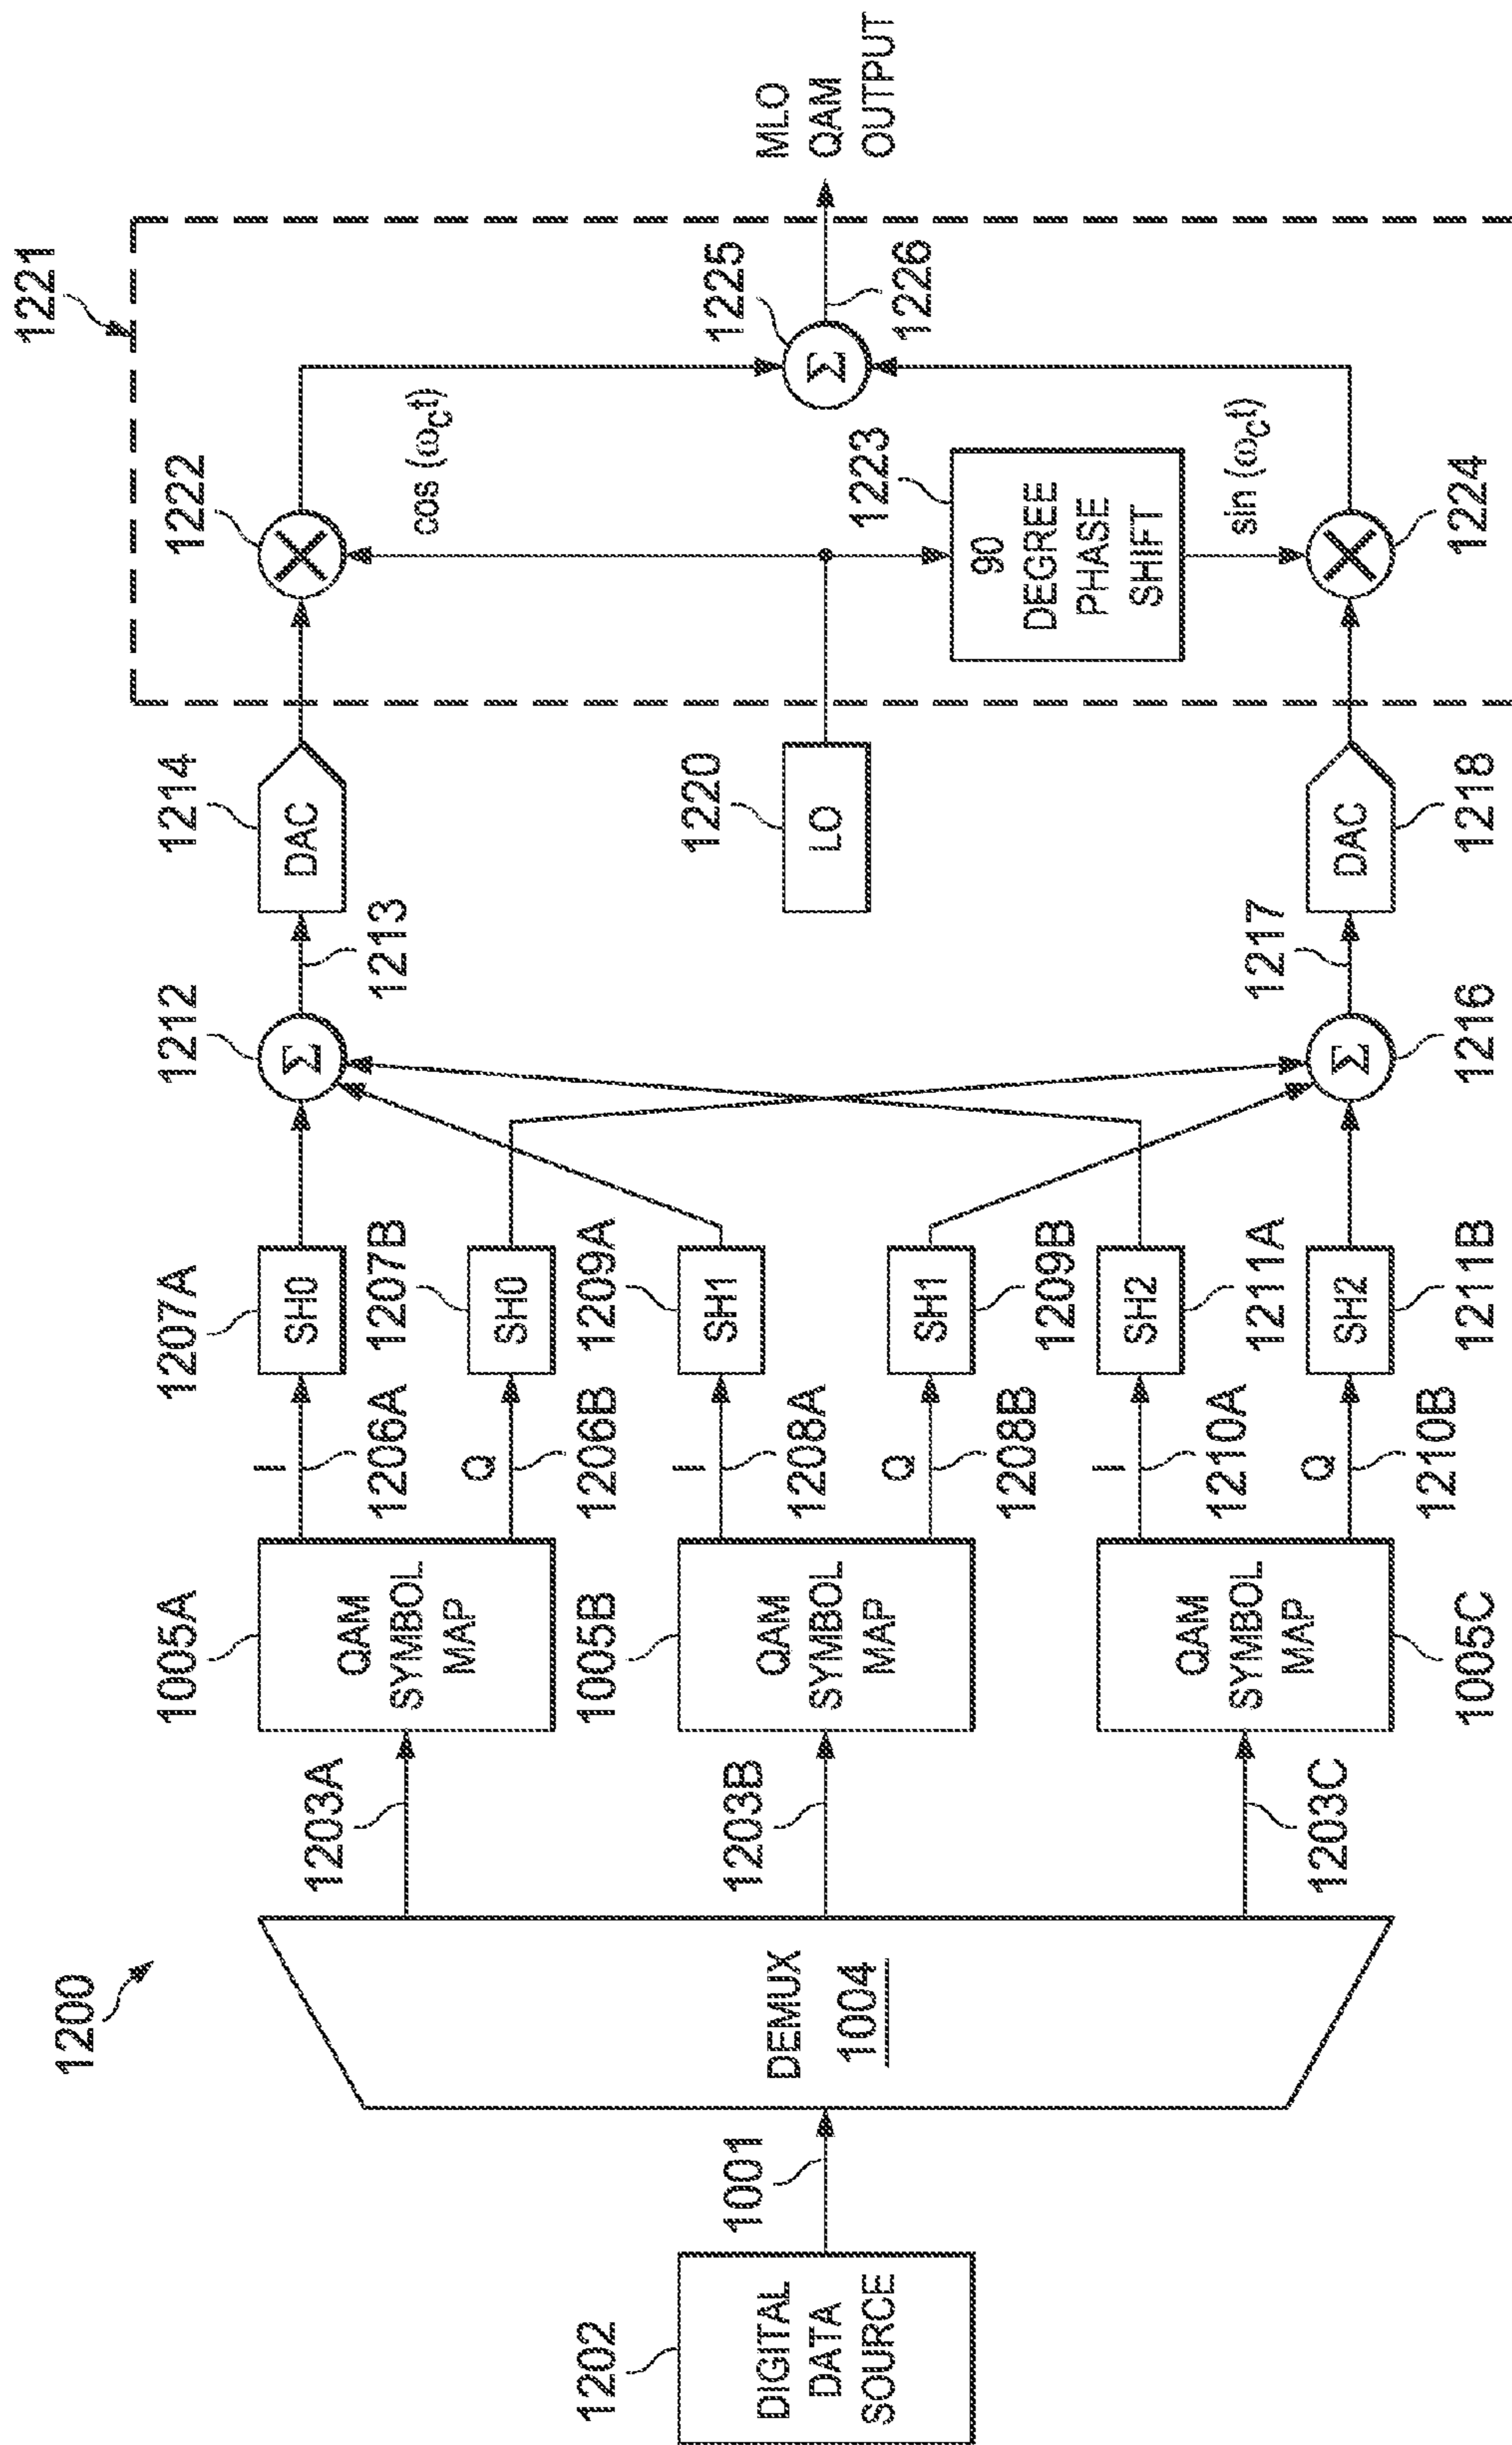 1200
1202
DIGITAL
DATA
SOURCE
1001
DEMUX
1004
1203A
1203B
1203C
1005A
QAM
SYMBOL
MAP
1005B
QAM
SYMBOL
MAP
1005C
QAM
SYMBOL
MAP
I
1206A
Q
1206B
I
1208A
Q
1208B
I
1210A
Q
1210B
1207A
SH0
1207B
SH0
1209A
SH1
1209B
SH1
1211A
SH2
1211B
SH2
1212
Σ
1213
1216
Σ
1217
1214
DAC
1220
LO
1218
DAC
1221
1222
cos (ωct)
1223
90
DEGREE
PHASE
SHIFT
sin (ωct)
1224
1225
Σ
1226
MLO
QAM
OUTPUT